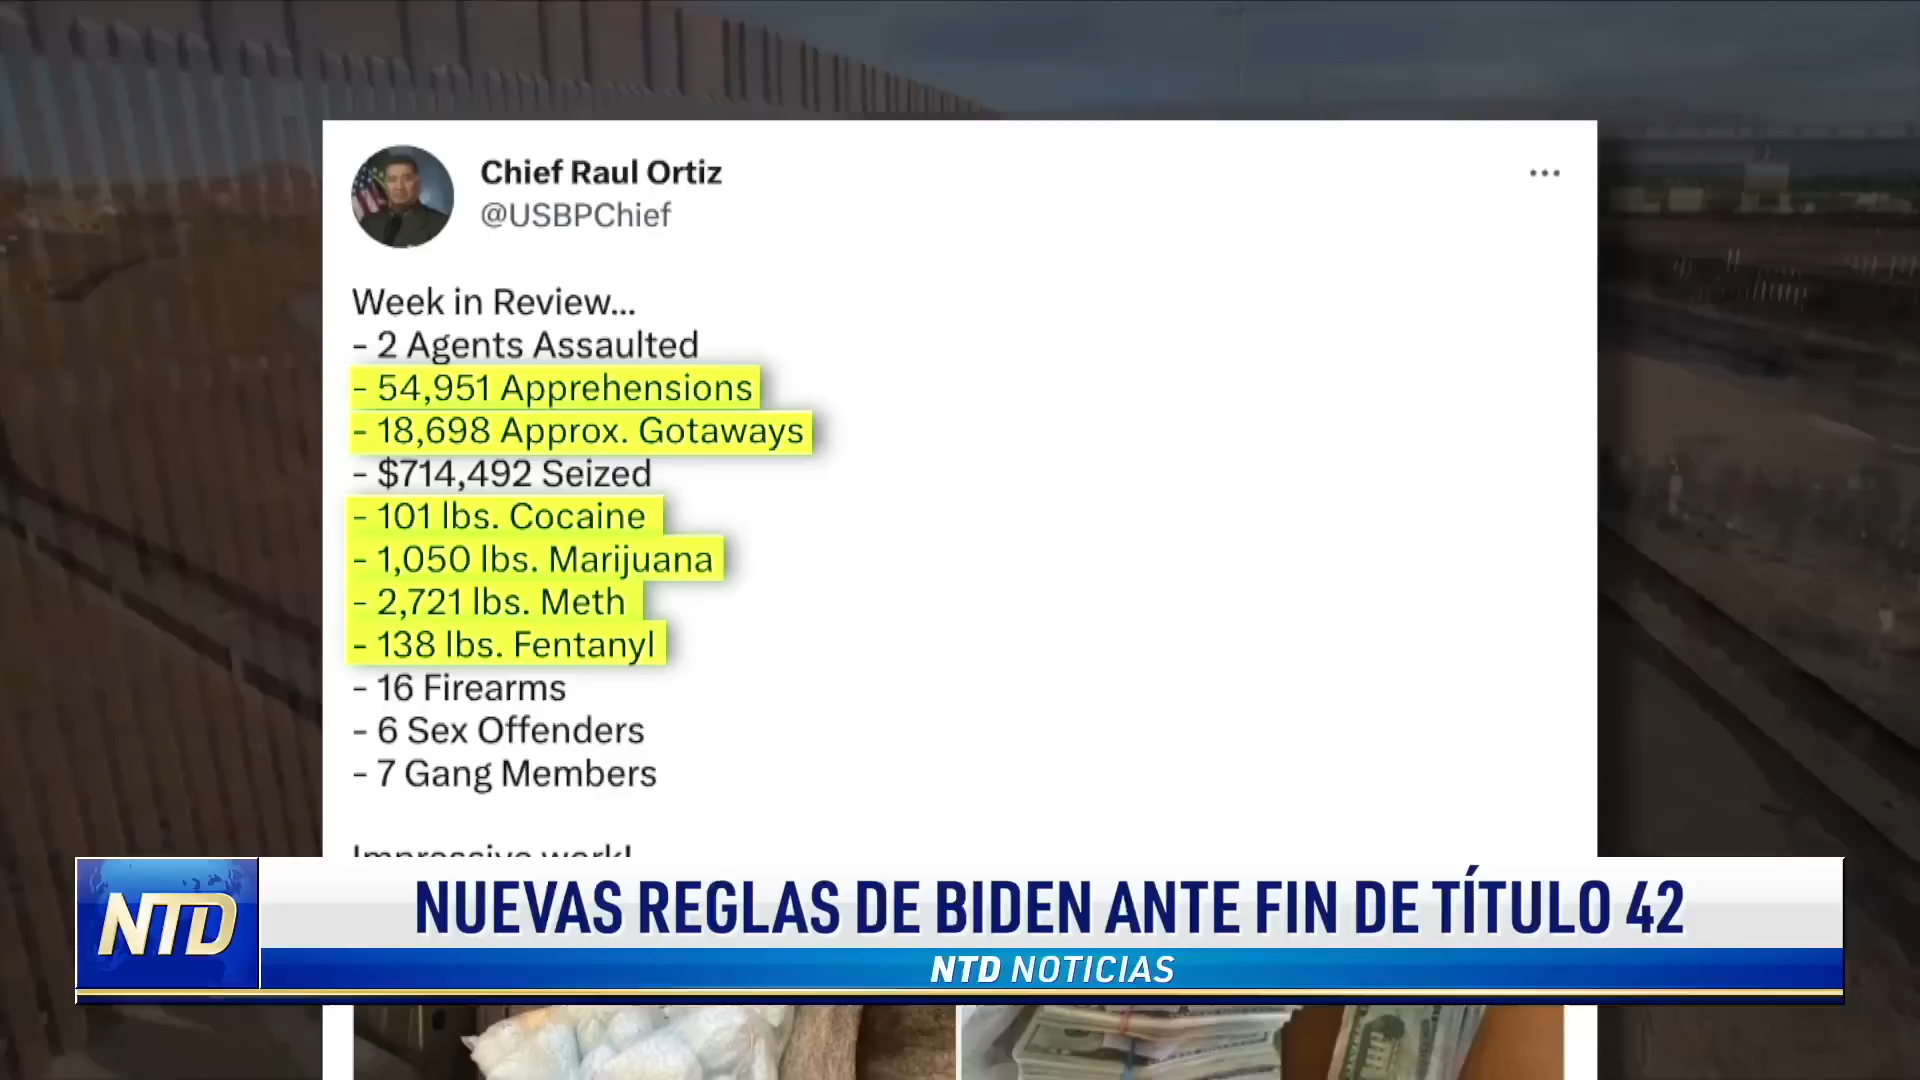 Chief Raul Ortiz
@USBPChief
Week in Review...
- 2 Agents Assaulted
- 54,951 Apprehensions
- 18,698 Approx. Gotaways
- $714,492 Seized
- 101 lbs. Cocaine
- 1,050 lbs. Marijuana
- 2,721 lbs. Meth
- 138 lbs. Fentanyl
- 16 Firearms
- 6 Sex Offenders
- 7 Gang Members
Impressive work!
NTD
NUEVAS REGLAS DE BIDEN ANTE FIN DE TÍTULO 42
NTD NOTICIAS